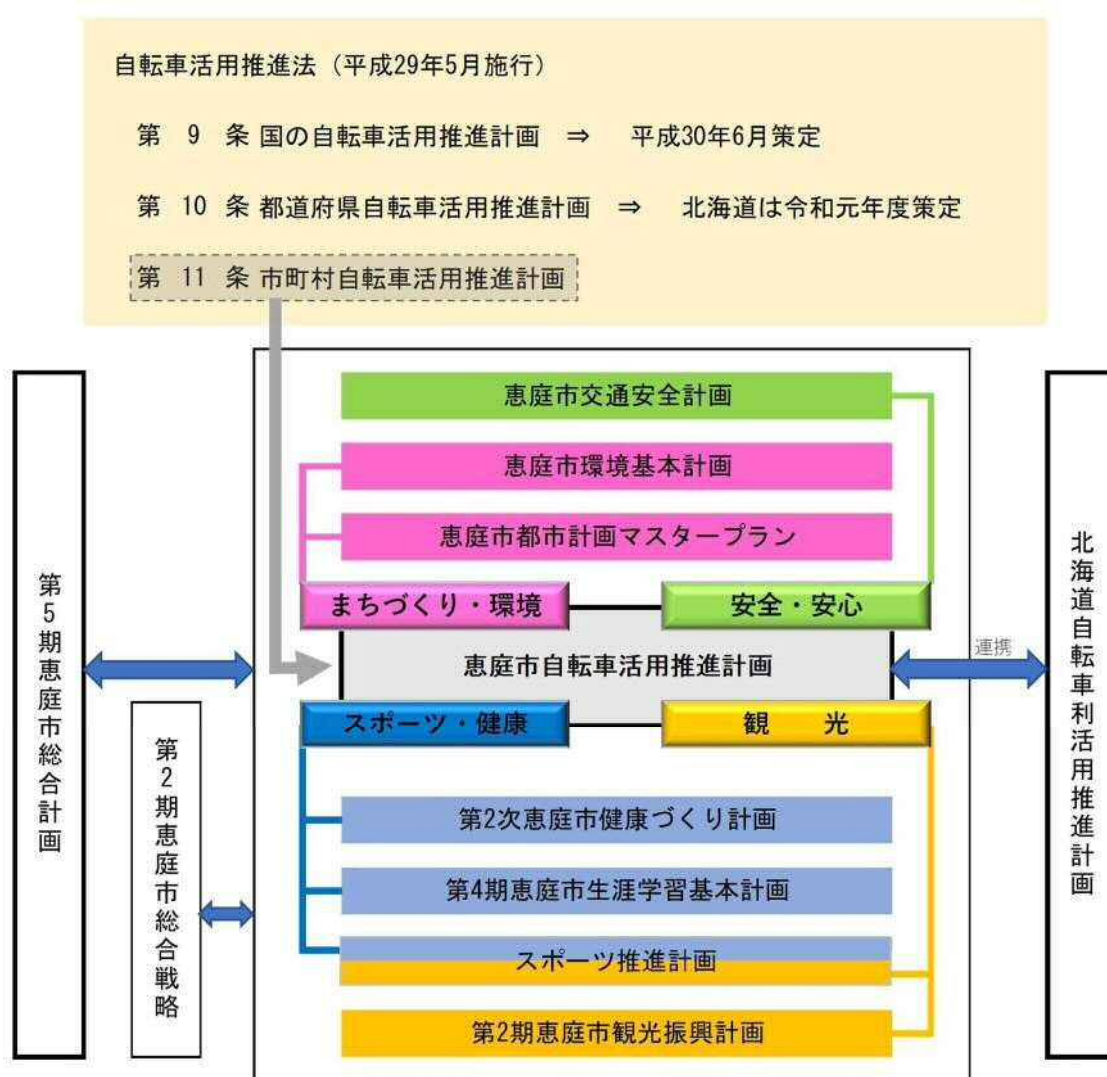 自転車活用推進法（平成29年5月施行）
第 9 条 国の自転車活用推進計画 ⇒ 平成30年6月策定
第 10 条 都道府県自転車活用推進計画 ⇒ 北海道は令和元年度策定
第 11 条 市町村自転車活用推進計画
第5期恵庭市総合計画
第2期恵庭市総合戦略
恵庭市交通安全計画
恵庭市環境基本計画
恵庭市都市計画マスタープラン
まちづくり・環境
安全・安心
恵庭市自転車活用推進計画
スポーツ・健康
観 光
第2次恵庭市健康づくり計画
第4期恵庭市生涯学習基本計画
スポーツ推進計画
第2期恵庭市観光振興計画
連携
北海道自転車利活用推進計画